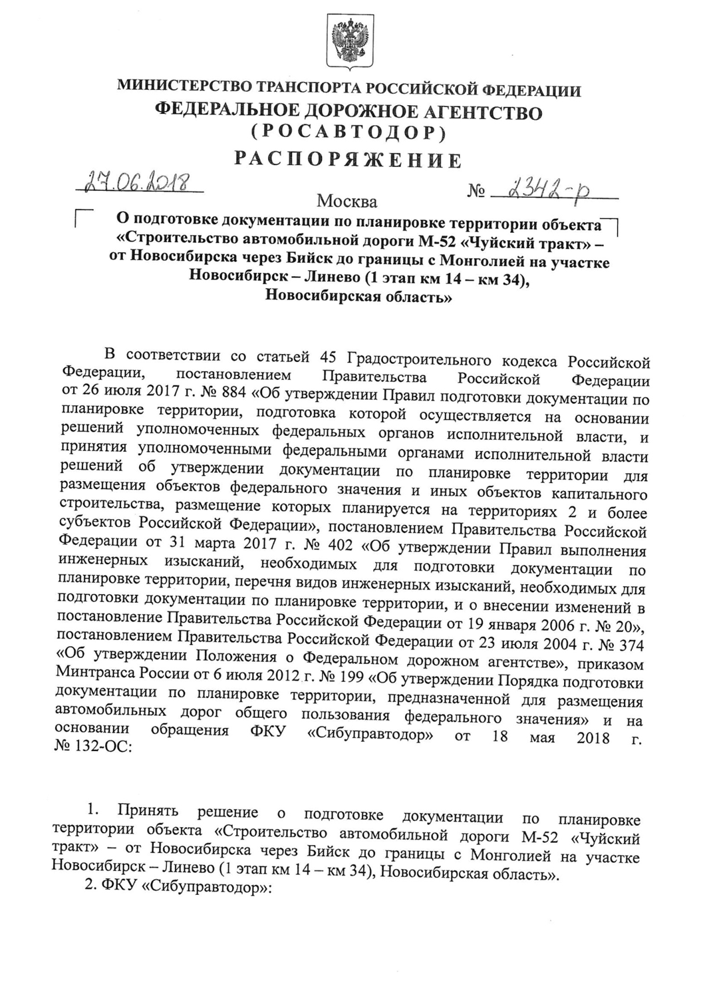 МИНИСТЕРСТВО ТРАНСПОРТА РОССИЙСКОЙ ФЕДЕРАЦИИ
ФЕДЕРАЛЬНОЕ ДОРОЖНОЕ АГЕНТСТВО
(РОСАВТОДОР)
РАСПОРЯЖЕНИЕ
27.06.2018 № 2342-р
Москва
О подготовке документации по планировке территории объекта
«Строительство автомобильной дороги М-52 «Чуйский тракт» –
от Новосибирска через Бийск до границы с Монголией на участке
Новосибирск – Линево (1 этап км 14 – км 34),
Новосибирская область»
В соответствии со статьей 45 Градостроительного кодекса Российской
Федерации, постановлением Правительства Российской Федерации
от 26 июля 2017 г. № 884 «Об утверждении Правил подготовки документации по
планировке территории, подготовка которой осуществляется на основании
решений уполномоченных федеральных органов исполнительной власти, и
принятия уполномоченными федеральными органами исполнительной власти
решений об утверждении документации по планировке территории для
размещения объектов федерального значения и иных объектов капитального
строительства, размещение которых планируется на территориях 2 и более
субъектов Российской Федерации», постановлением Правительства Российской
Федерации от 31 марта 2017 г. № 402 «Об утверждении Правил выполнения
инженерных изысканий, необходимых для подготовки документации по
планировке территории, перечня видов инженерных изысканий, необходимых для
подготовки документации по планировке территории, и о внесении изменений в
постановление Правительства Российской Федерации от 19 января 2006 г. № 20»,
постановлением Правительства Российской Федерации от 23 июля 2004 г. № 374
«Об утверждении Положения о Федеральном дорожном агентстве», приказом
Минтранса России от 6 июля 2012 г. № 199 «Об утверждении Порядка подготовки
документации по планировке территории, предназначенной для размещения
автомобильных дорог общего пользования федерального значения» и на
основании обращения ФКУ «Сибуправтодор» от 18 мая 2018 г.
№ 132-ОС:
1. Принять решение о подготовке документации по планировке
территории объекта «Строительство автомобильной дороги М-52 «Чуйский
тракт» – от Новосибирска через Бийск до границы с Монголией на участке
Новосибирск – Линево (1 этап км 14 – км 34), Новосибирская область».
2. ФКУ «Сибуправтодор»: